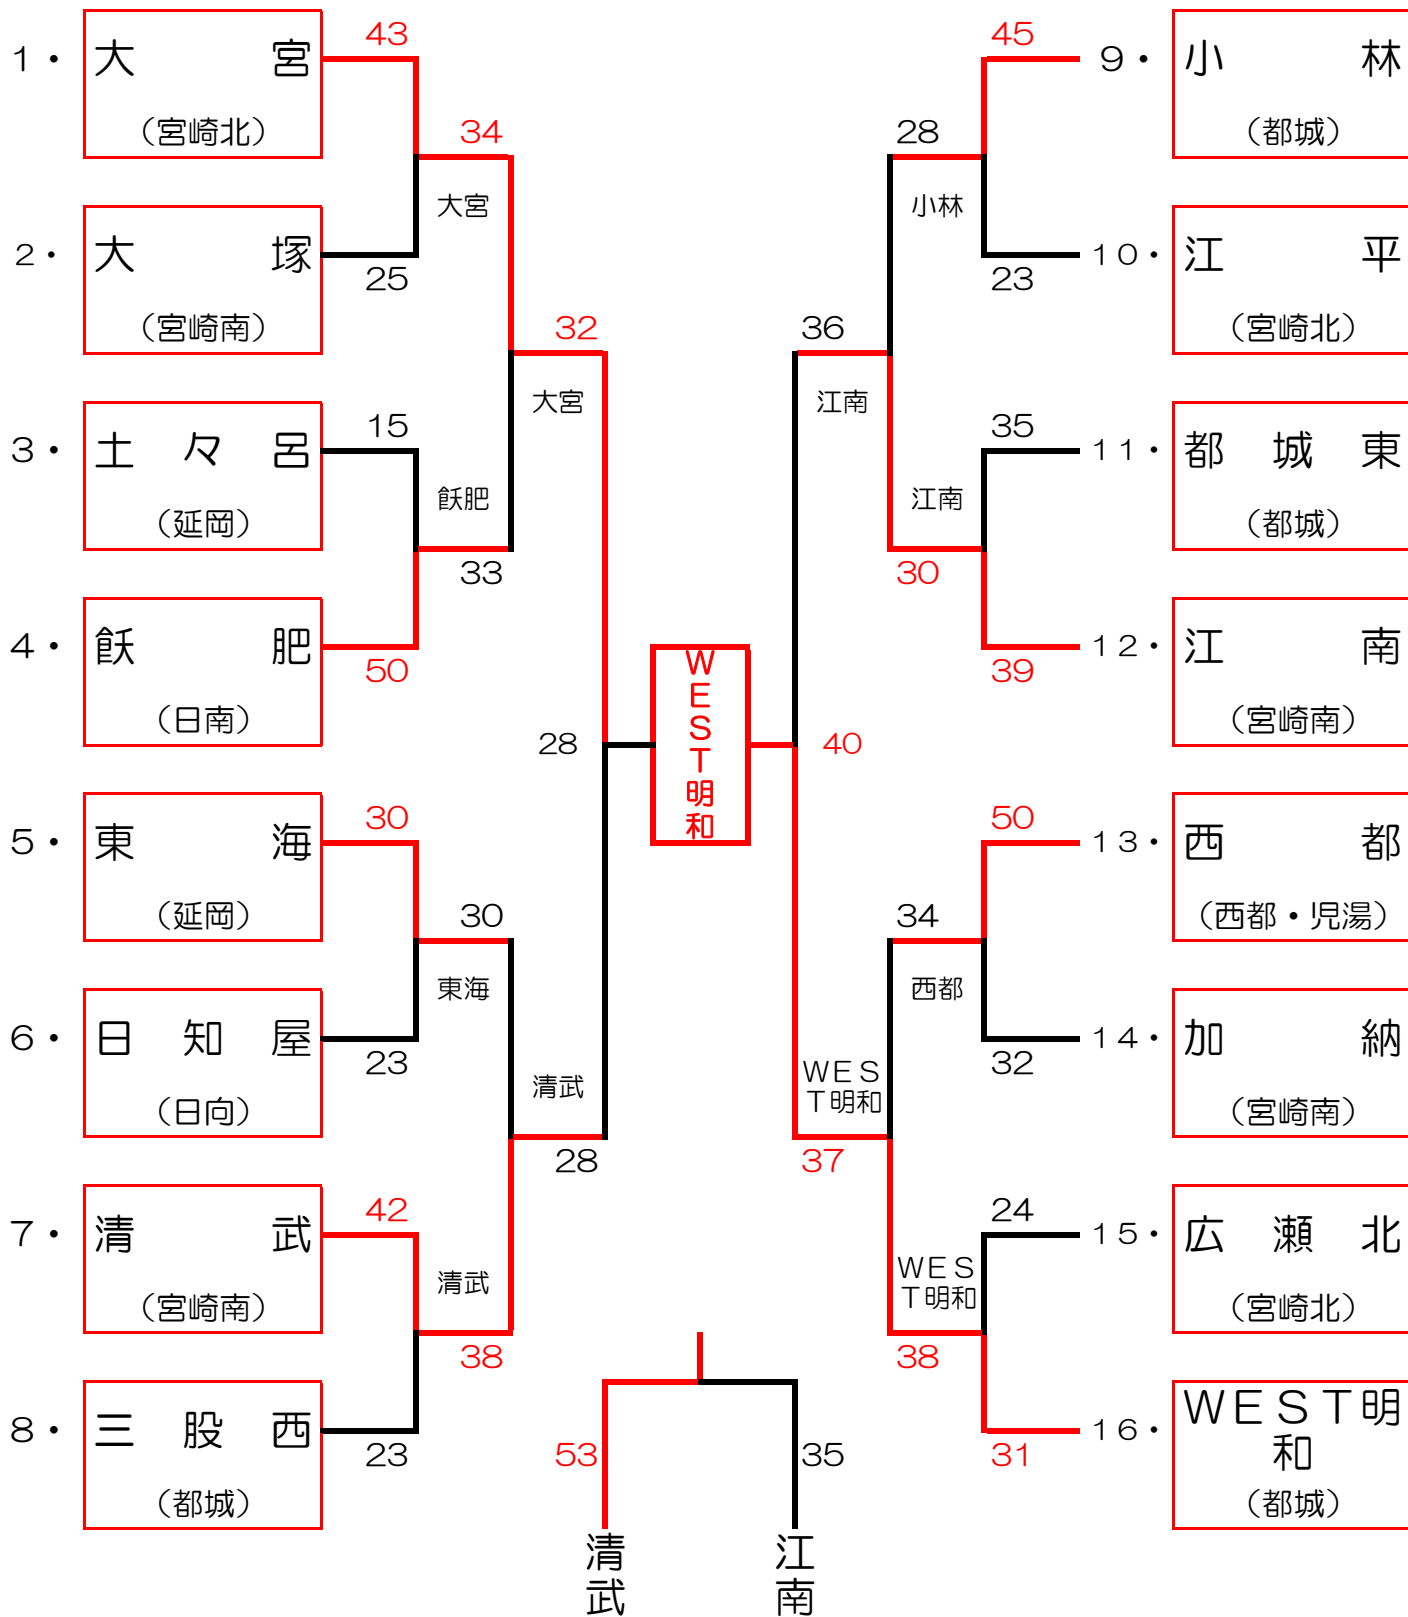 1・大宮
(宮崎北)
2・大塚
(宮崎南)
3・土々呂
(延岡)
4・飫肥
(日南)
5・東海
(延岡)
6・日知屋
(日向)
7・清武
(宮崎南)
8・三股西
(都城)
43
25
15
50
30
23
42
23
34
大宮
飫肥
33
30
東海
清武
38
32
大宮
清武
28
28
WEST明和
40
36
江南
WES
T明和
37
28
小林
江南
30
34
西都
WES
T明和
38
45
23
35
39
50
32
24
31
9・小林
(都城)
10・江平
(宮崎北)
11・都城東
(都城)
12・江南
(宮崎南)
13・西都
(西都・児湯)
14・加納
(宮崎南)
15・広瀬北
(宮崎北)
16・WEST明
和
(都城)
53
35
清武
江南